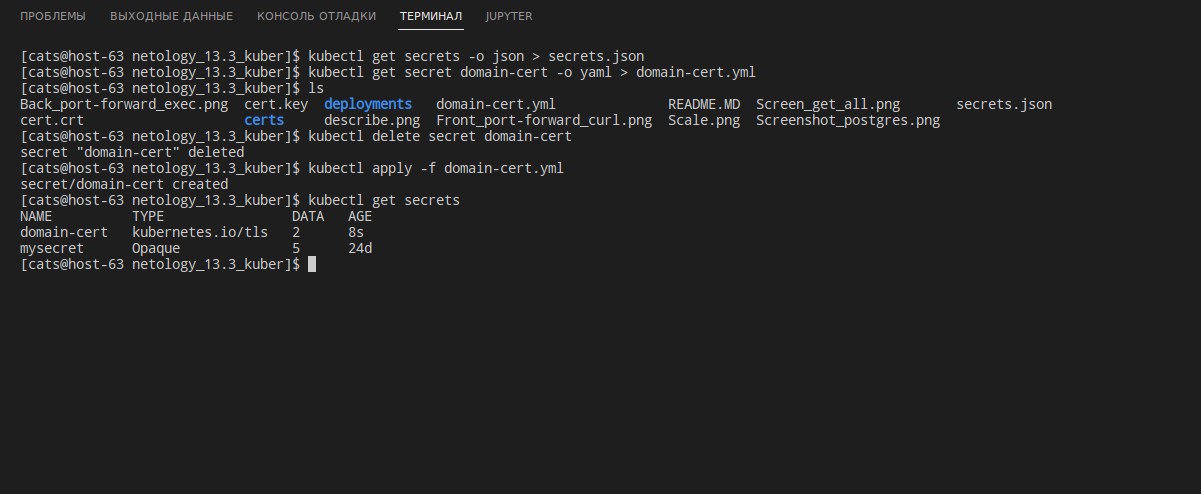 ПРОБЛЕМЫ ВЫХОДНЫЕ ДАННЫЕ КОНСОЛЬ ОТЛАДКИ ТЕРМИНАЛ JUPYTER
[cats@host-63 netology_13.3_kuber]$ kubectl get secrets -o json > secrets.json
[cats@host-63 netology_13.3_kuber]$ kubectl get secret domain-cert -o yaml > domain-cert.yml
[cats@host-63 netology_13.3_kuber]$ ls
Back_port-forward_exec.png  cert.key  deployments   domain-cert.yml              README.MD  Screen_get_all.png       secrets.json
cert.crt                    certs     describe.png  Front_port-forward_curl.png  Scale.png  Screenshot_postgres.png
[cats@host-63 netology_13.3_kuber]$ kubectl delete secret domain-cert
secret "domain-cert" deleted
[cats@host-63 netology_13.3_kuber]$ kubectl apply -f domain-cert.yml
secret/domain-cert created
[cats@host-63 netology_13.3_kuber]$ kubectl get secrets
NAME          TYPE                DATA   AGE
domain-cert   kubernetes.io/tls   2      8s
mysecret      Opaque              5      24d
[cats@host-63 netology_13.3_kuber]$